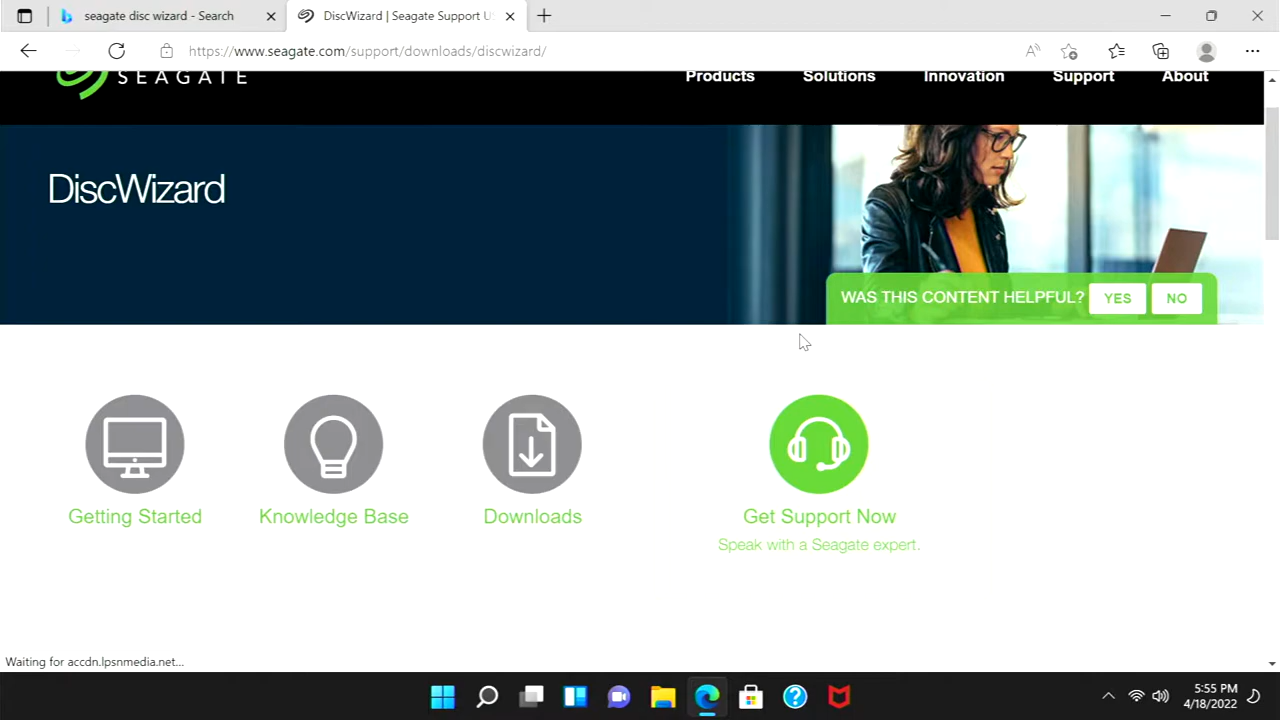 seagate disc wizard - Search
DiscWizard | Seagate Support U
https://www.seagate.com/support/downloads/discwizard/
SEAGATE
Products
Solutions
Innovation
Support
About
DiscWizard
WAS THIS CONTENT HELPFUL?
YES
NO
Getting Started
Knowledge Base
Downloads
Get Support Now
Speak with a Seagate expert.
Waiting for accdn.lpsnmedia.net...
5:55 PM
4/18/2022